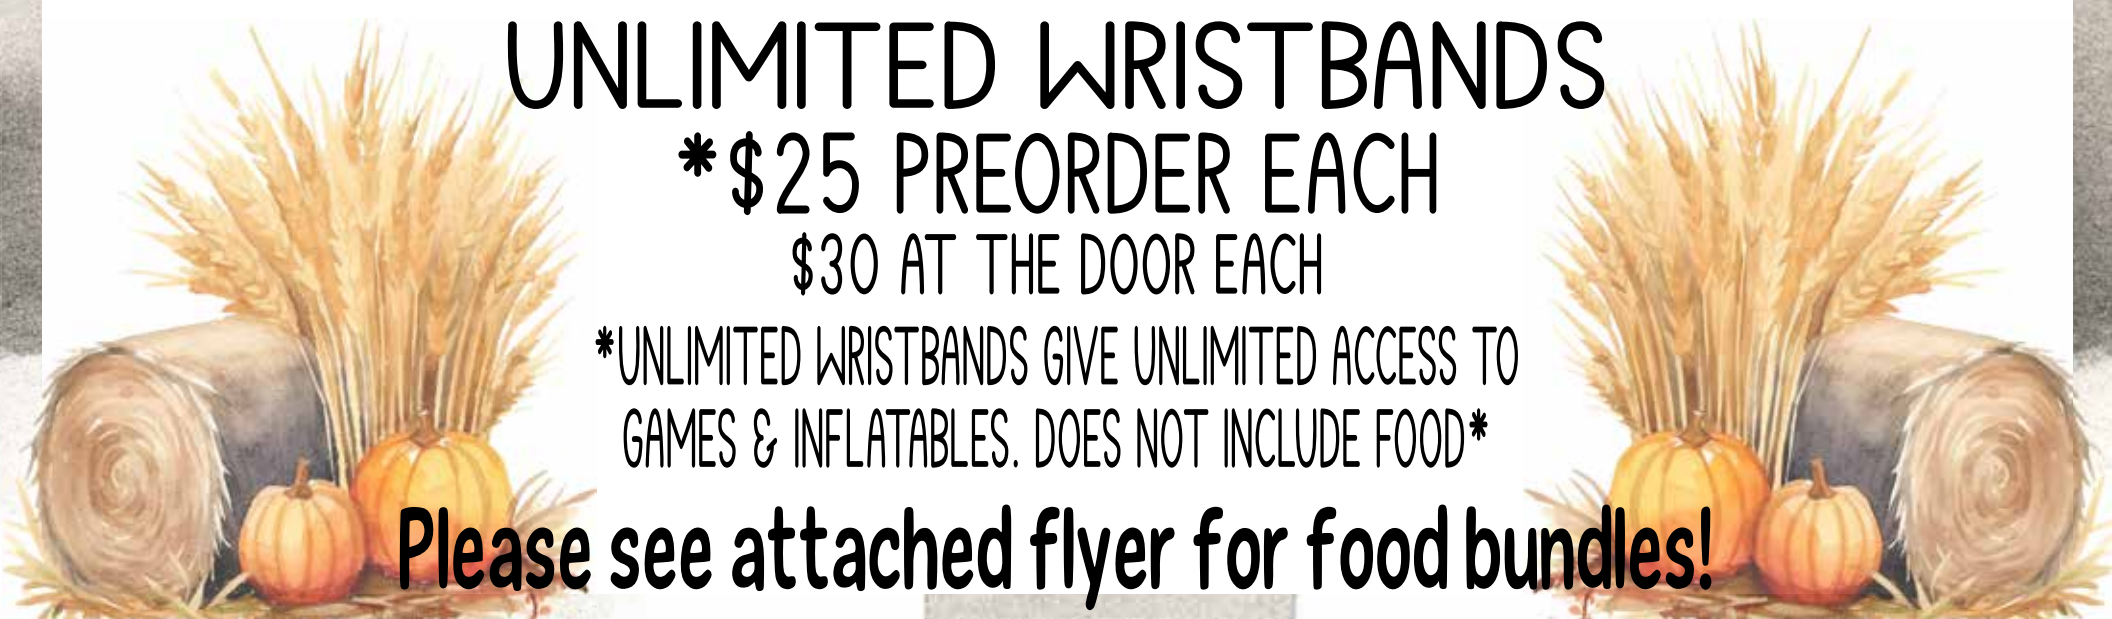 UNLIMITED WRISTBANDS
*$25 PREORDER EACH
$30 AT THE DOOR EACH
*UNLIMITED WRISTBANDS GIVE UNLIMITED ACCESS TO
GAMES & INFLATABLES. DOES NOT INCLUDE FOOD*
Please see attached flyer for food bundles!